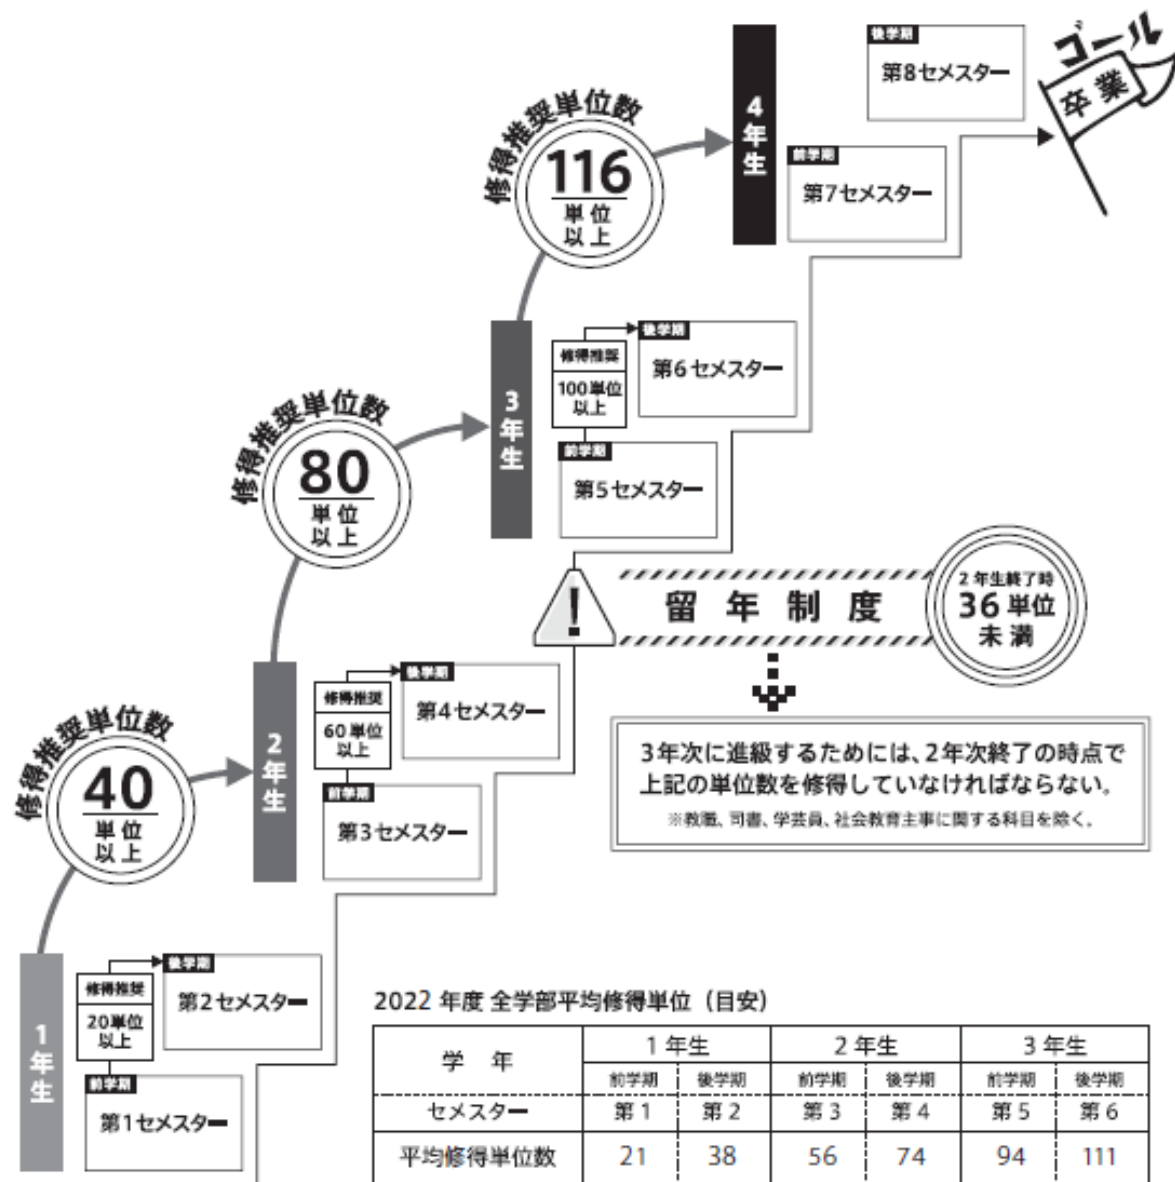 ゴール
卒業
後学期
第8セメスター
4年生
前学期
第7セメスター
修得推奨単位数
116
単位
以上
後学期
第6セメスター
修得推奨
100単位
以上
3年生
前学期
第5セメスター
修得推奨単位数
80
単位
以上
!
留年制度
2年生終了時
36単位
未満
3年次に進級するためには、2年次終了の時点で
上記の単位数を修得していなければならない。
※教職、司書、学芸員、社会教育主事に関する科目を除く。
後学期
第4セメスター
修得推奨
60単位
以上
2年生
前学期
第3セメスター
修得推奨単位数
40
単位
以上
後学期
第2セメスター
修得推奨
20単位
以上
1年生
前学期
第1セメスター
2022年度 全学部平均修得単位（目安）
学年 1年生 2年生 3年生
前学期 後学期 前学期 後学期 前学期 後学期
セメスター 第1 第2 第3 第4 第5 第6
平均修得単位数 21 38 56 74 94 111